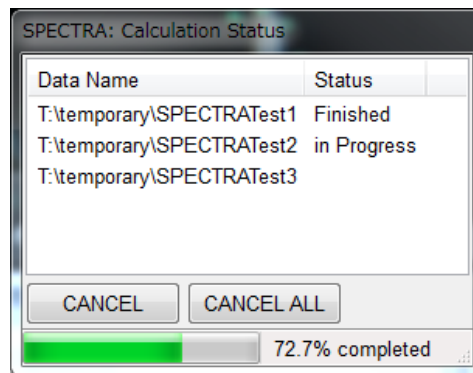 SPECTRA: Calculation Status
Data Name Status
T:\temporary\SPECTRATest1 Finished
T:\temporary\SPECTRATest2 in Progress
T:\temporary\SPECTRATest3
CANCEL CANCEL ALL
72.7% completed